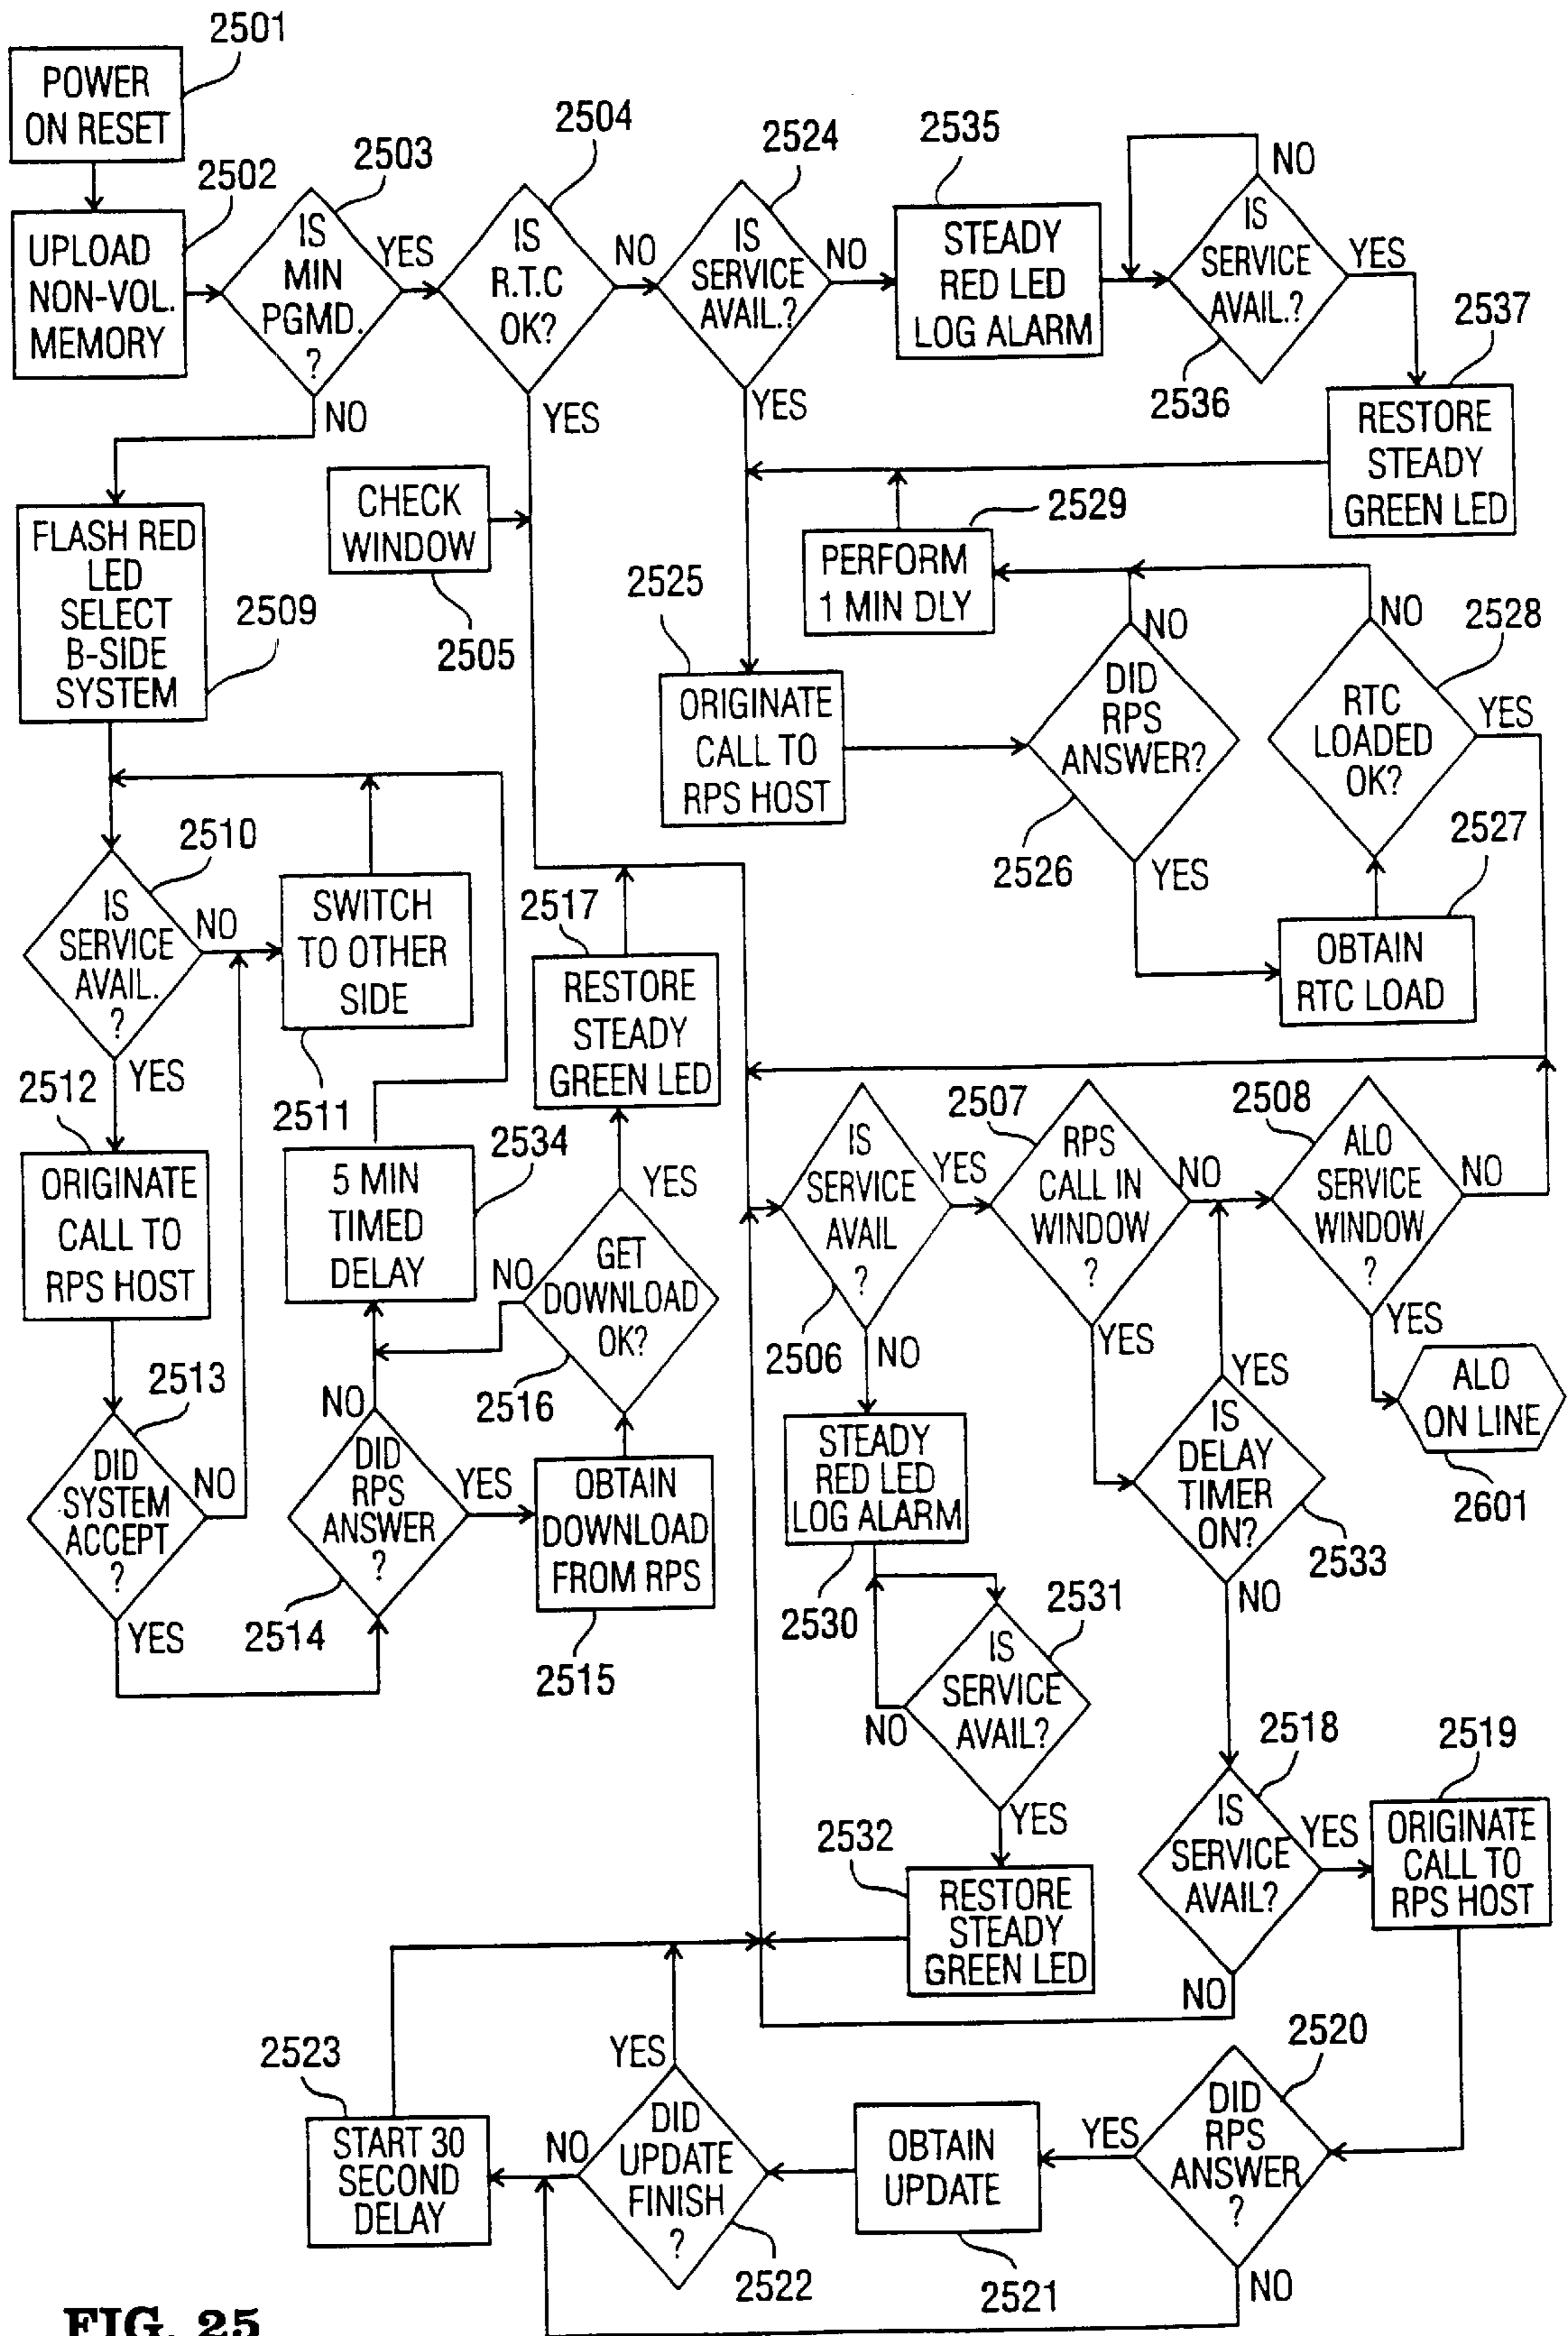 2501
POWER
ON RESET
2502
UPLOAD
NON-VOL.
MEMORY
2503
IS
MIN
PGMD.
?
YES
NO
2504
IS
R.T.C
OK?
NO
YES
2524
IS
SERVICE
AVAIL.?
NO
YES
2535
STEADY
RED LED
LOG ALARM
NO
IS
SERVICE
AVAIL.?
YES
2536
2537
RESTORE
STEADY
GREEN LED
FLASH RED
LED
SELECT
B-SIDE
SYSTEM
2509
CHECK
WINDOW
2505
2529
PERFORM
1 MIN DLY
2525
ORIGINATE
CALL TO
RPS HOST
NO
DID
RPS
ANSWER?
2526
YES
NO
2528
RTC
LOADED
OK?
YES
2527
OBTAIN
RTC LOAD
2510
IS
SERVICE
AVAIL.
?
NO
YES
SWITCH
TO OTHER
SIDE
2511
2517
RESTORE
STEADY
GREEN LED
2512
ORIGINATE
CALL TO
RPS HOST
2534
5 MIN
TIMED
DELAY
YES
GET
DOWNLOAD
OK?
NO
2516
2513
DID
SYSTEM
ACCEPT
?
NO
YES
NO
DID
RPS
ANSWER
?
YES
2514
OBTAIN
DOWNLOAD
FROM RPS
2515
IS
SERVICE
AVAIL
?
YES
2506
NO
2507
RPS
CALL IN
WINDOW
?
NO
YES
2508
ALO
SERVICE
WINDOW
?
NO
YES
ALO
ON LINE
2601
STEADY
RED LED
LOG ALARM
2530
YES
IS
DELAY
TIMER
ON?
2533
NO
2531
IS
SERVICE
AVAIL?
NO
YES
2532
RESTORE
STEADY
GREEN LED
2518
IS
SERVICE
AVAIL?
YES
NO
2519
ORIGINATE
CALL TO
RPS HOST
2520
DID
RPS
ANSWER
?
YES
NO
OBTAIN
UPDATE
2521
YES
DID
UPDATE
FINISH
?
NO
2522
2523
START 30
SECOND
DELAY
FIG. 25